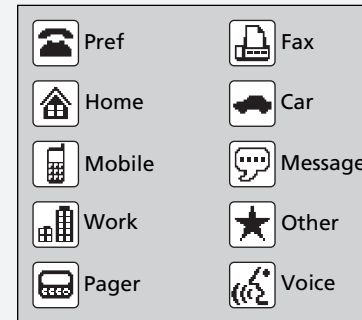 Pref
Fax
Home
Car
Mobile
Message
Work
Other
Pager
Voice